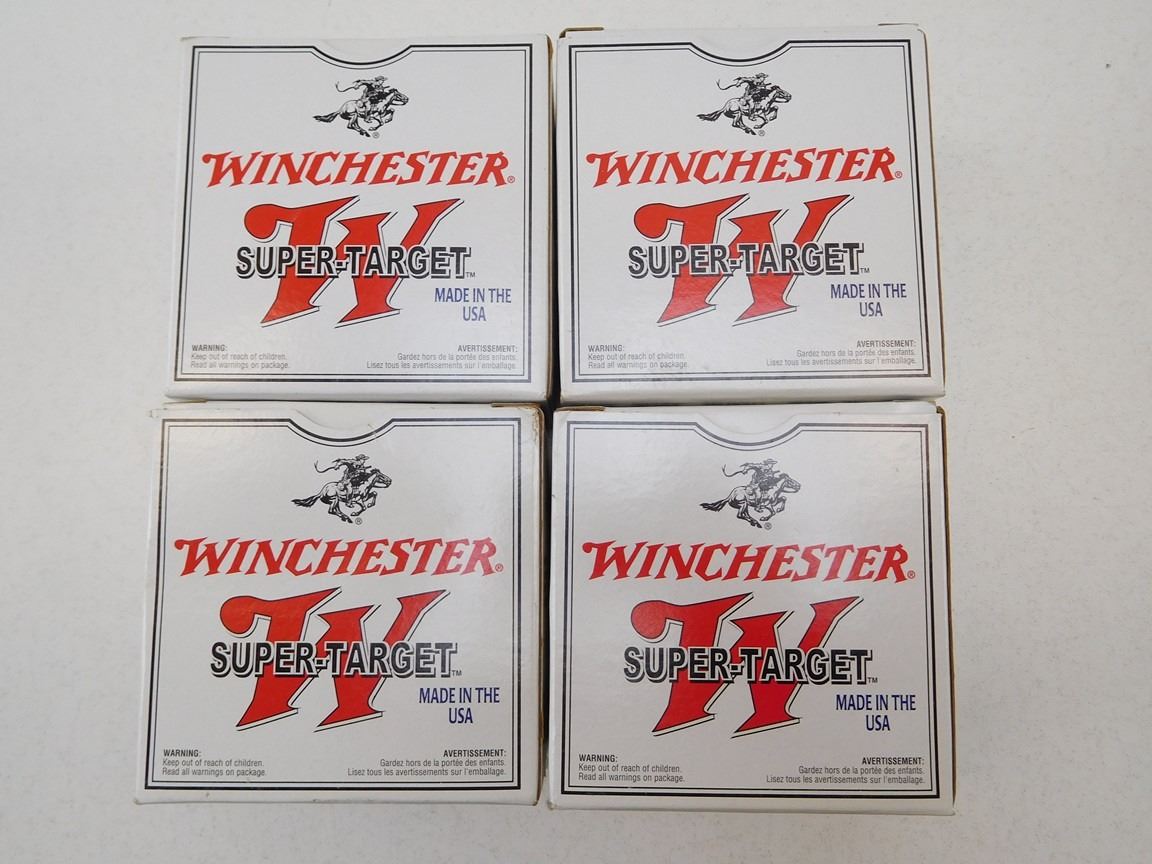 WINCHESTER®
SUPER-TARGET™
MADE IN THE
USA
WARNING:
Keep out of reach of children.
Read all warnings on package.
AVERTISSEMENT:
Gardez hors de la portée des enfants.
Lisez tous les avertissements sur l'emballage.
WINCHESTER®
SUPER-TARGET™
MADE IN THE
USA
WARNING:
Keep out of reach of children.
Read all warnings on package.
AVERTISSEMENT:
Gardez hors de la portée des enfants.
Lisez tous les avertissements sur l'emballage.
WINCHESTER®
SUPER-TARGET™
MADE IN THE
USA
WARNING:
Keep out of reach of children.
Read all warnings on package.
AVERTISSEMENT:
Gardez hors de la portée des enfants.
Lisez tous les avertissements sur l'emballage.
WINCHESTER®
SUPER-TARGET™
MADE IN THE
USA
WARNING:
Keep out of reach of children.
Read all warnings on package.
AVERTISSEMENT:
Gardez hors de la portée des enfants.
Lisez tous les avertissements sur l'emballage.